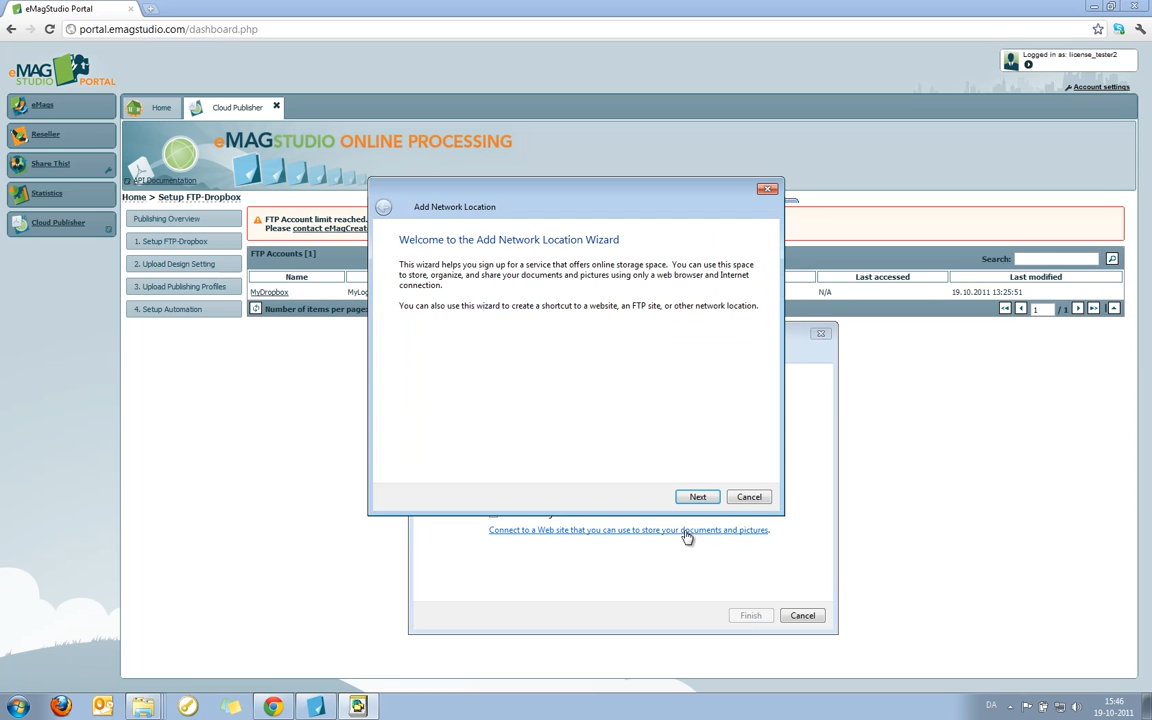 eMagStudio Portal
portal.emagstudio.com/dashboard.php
eMAG STUDIO PORTAL
Logged in as: license_tester2
Account settings
eMags
Reseller
Share This!
Statistics
Cloud Publisher
Home
Cloud Publisher
eMAGSTUDIO ONLINE PROCESSING
API Documentation
Home > Setup FTP-Dropbox
Publishing Overview
1. Setup FTP-Dropbox
2. Upload Design Setting
3. Upload Publishing Profiles
4. Setup Automation
FTP Account limit reached.
Please contact eMagCreat
FTP Accounts [1]
Search:
Name
Last accessed
Last modified
MyDropbox
MyLo
N/A
19.10.2011 13:25:51
Number of items per page:
1
/ 1
Add Network Location
Welcome to the Add Network Location Wizard
This wizard helps you sign up for a service that offers online storage space. You can use this space
to store, organize, and share your documents and pictures using only a web browser and Internet
connection.
You can also use this wizard to create a shortcut to a website, an FTP site, or other network location.
Next
Cancel
Connect to a Web site that you can use to store your documents and pictures.
Finish
Cancel
DA
15:46
19-10-2011